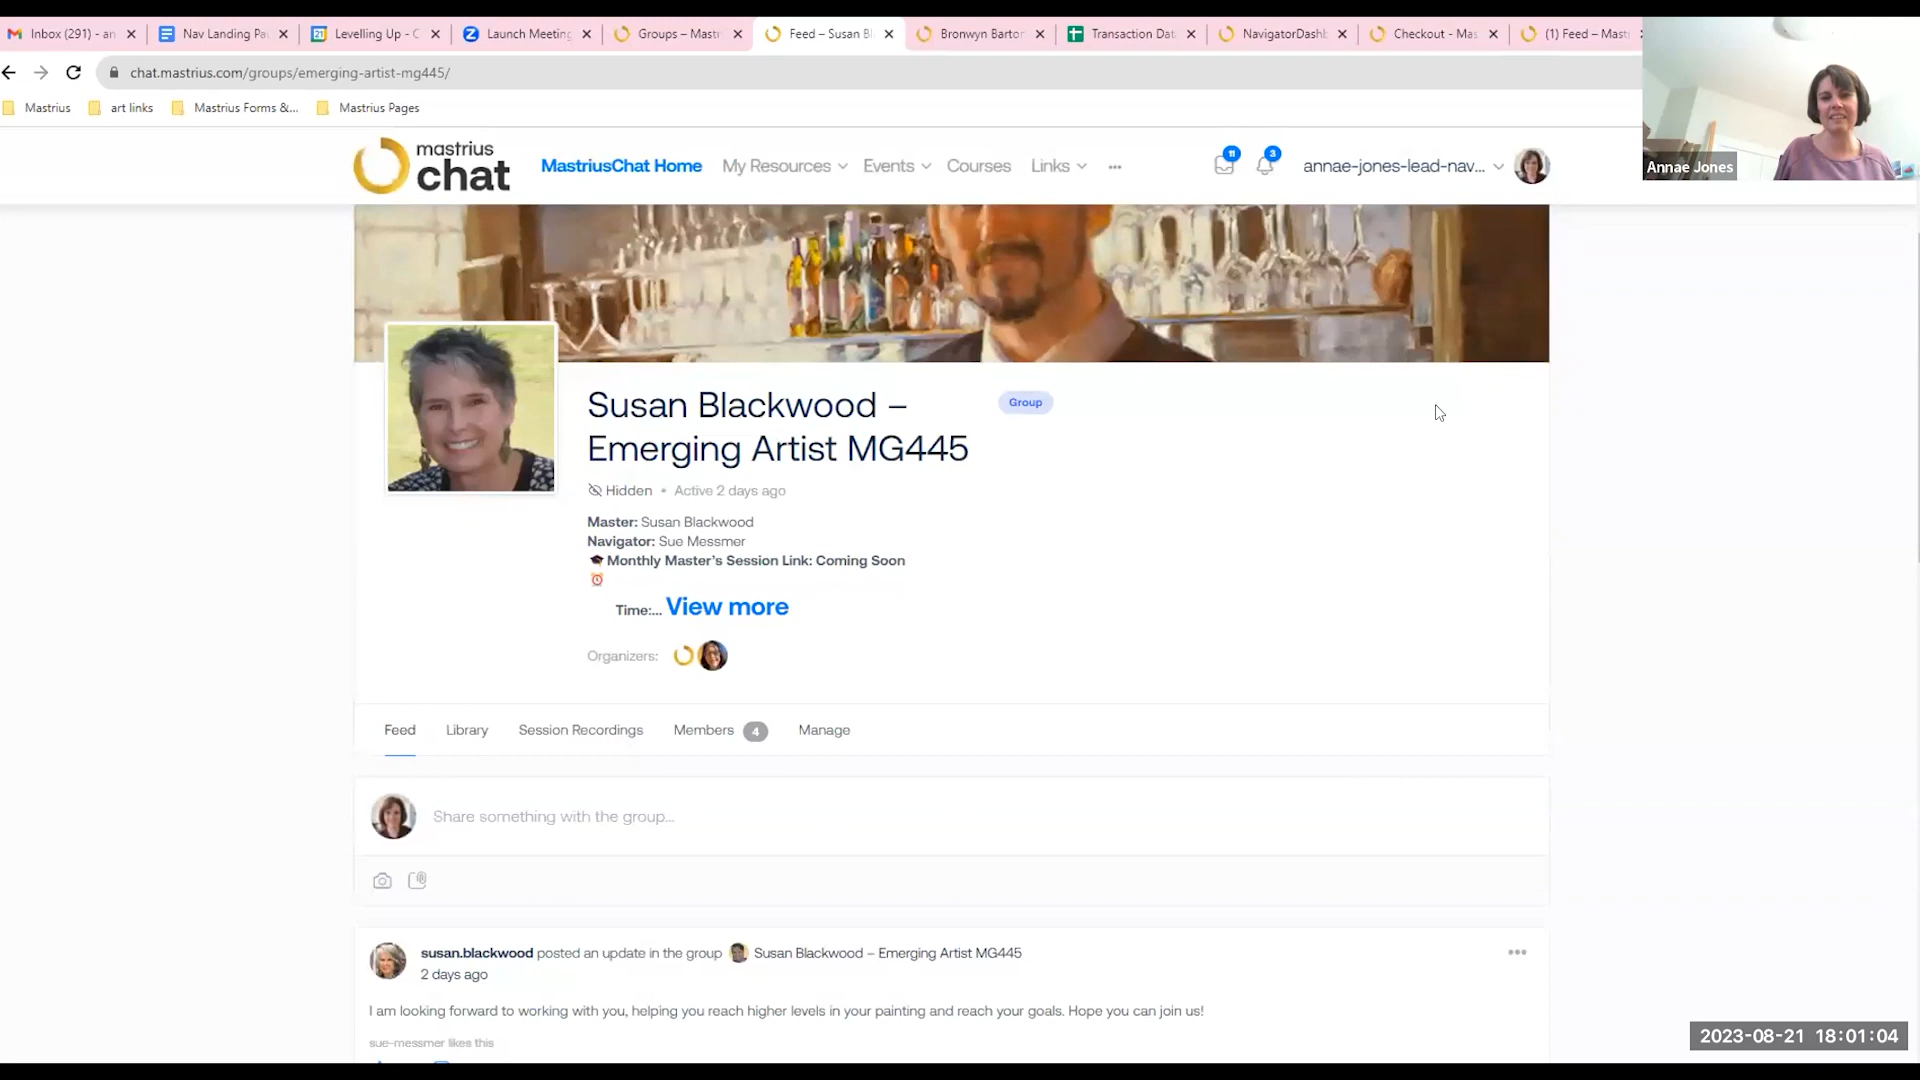 Inbox (291) - an
Nav Landing Pa
Levelling Up - C
Launch Meeting
Groups – Mastr
Feed – Susan Bl
Bronwyn Barton
Transaction Dat
NavigatorDashb
Checkout - Mas
(1) Feed – Mast
chat.mastrius.com/groups/emerging-artist-mg445/
Mastrius
art links
Mastrius Forms &...
Mastrius Pages
mastrius
chat
MastriusChat Home
My Resources
Events
Courses
Links
11
3
annae-jones-lead-nav...
Annae Jones
Susan Blackwood –
Emerging Artist MG445
Group
Hidden • Active 2 days ago
Master: Susan Blackwood
Navigator: Sue Messmer
Monthly Master's Session Link: Coming Soon
Time:... View more
Organizers:
Feed
Library
Session Recordings
Members 4
Manage
Share something with the group...
susan.blackwood posted an update in the group Susan Blackwood – Emerging Artist MG445
2 days ago
I am looking forward to working with you, helping you reach higher levels in your painting and reach your goals. Hope you can join us!
sue-messmer likes this
2023-08-21 18:01:04